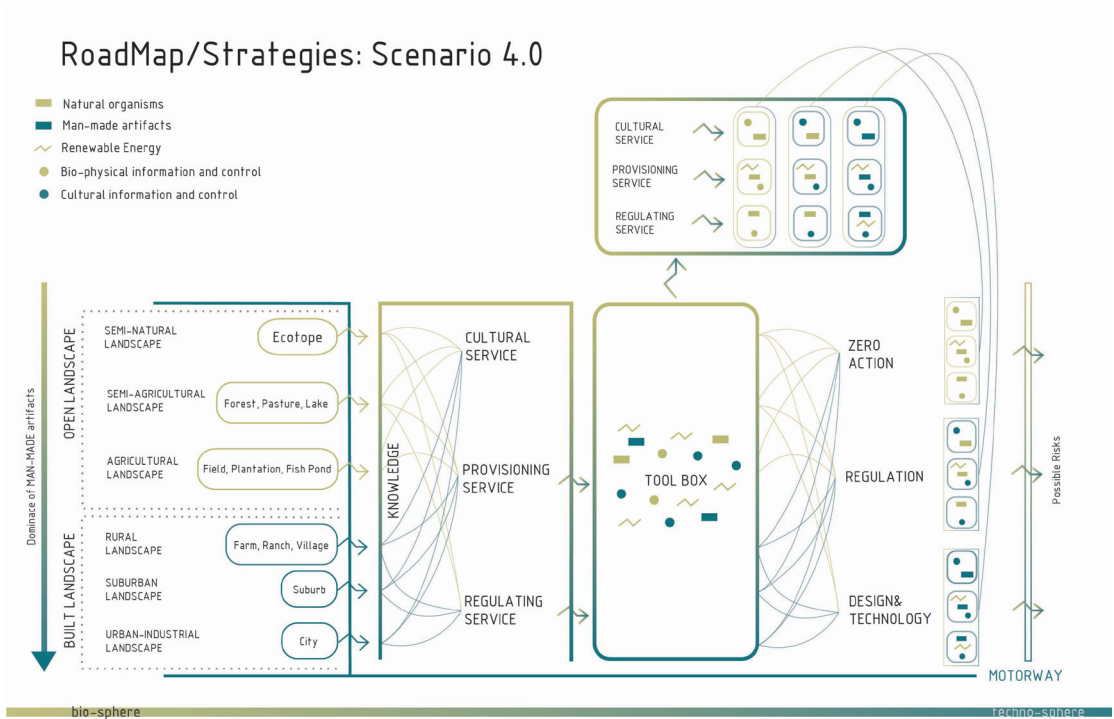 RoadMap/Strategies: Scenario 4.0
Natural organisms
Man-made artifacts
Renewable Energy
Bio-physical information and control
Cultural information and control
CULTURAL
SERVICE
PROVISIONING
SERVICE
REGULATING
SERVICE
Dominace of MAN-MADE artifacts
OPEN LANDSCAPE
SEMI-NATURAL
LANDSCAPE
Ecotope
SEMI-AGRICULTURAL
LANDSCAPE
Forest, Pasture, Lake
AGRICULTURAL
LANDSCAPE
Field, Plantation, Fish Pond
BUILT LANDSCAPE
RURAL
LANDSCAPE
Farm, Ranch, Village
SUBURBAN
LANDSCAPE
Suburb
URBAN-INDUSTRIAL
LANDSCAPE
City
KNOWLEDGE
CULTURAL
SERVICE
PROVISIONING
SERVICE
REGULATING
SERVICE
TOOL BOX
ZERO
ACTION
REGULATION
DESIGN&
TECHNOLOGY
Possible Risks
MOTORWAY
bio-sphere
techno-sphere